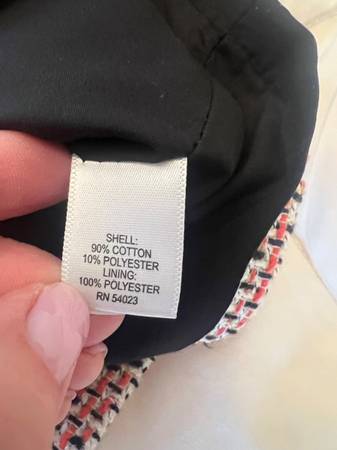 SHELL:
90% COTTON
10% POLYESTER
LINING:
100% POLYESTER
RN 54023